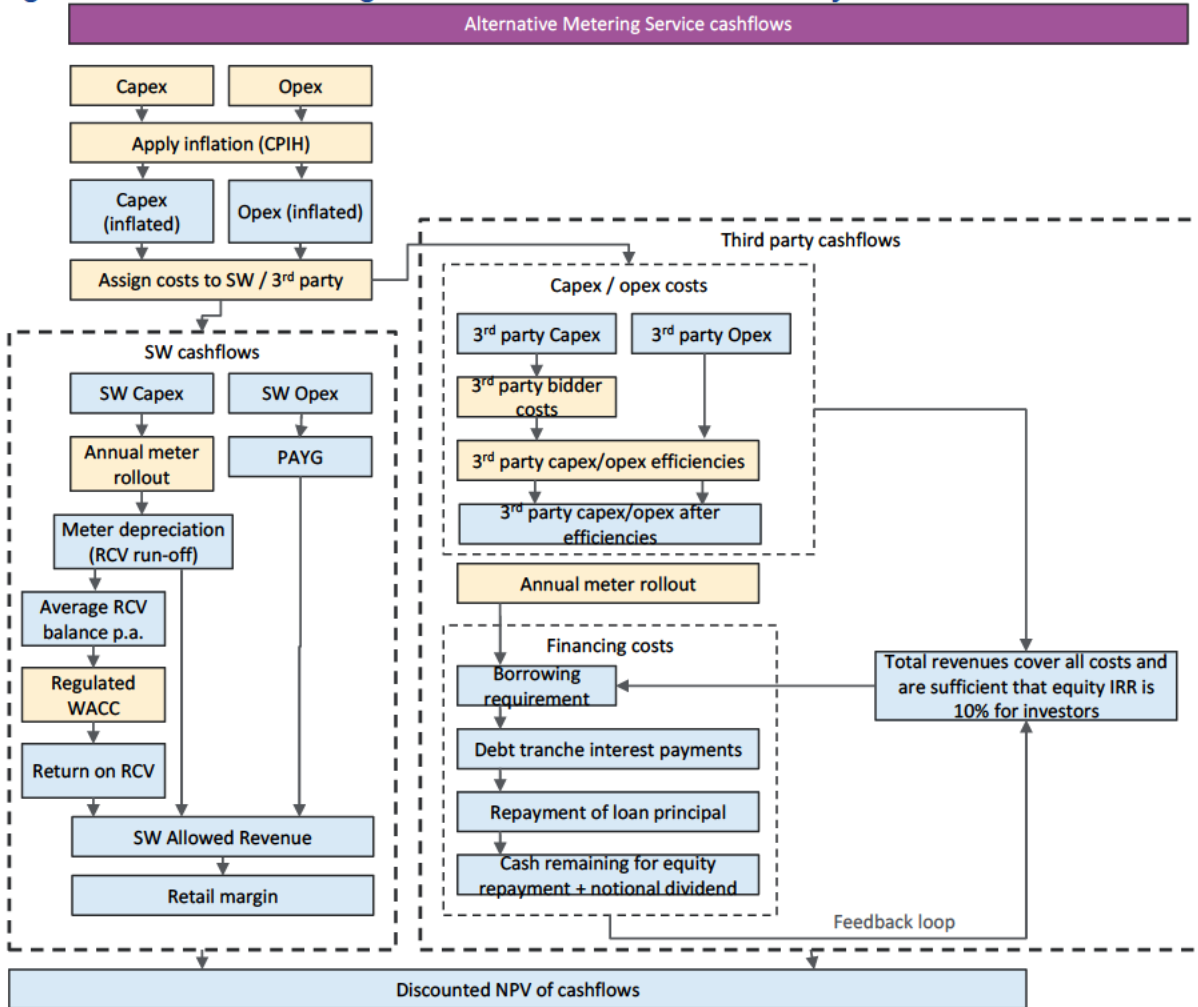 Alternative Metering Service cashflows
Capex
Opex
Apply inflation (CPIH)
Capex
(inflated)
Opex (inflated)
Assign costs to SW / 3rd party
SW cashflows
SW Capex
SW Opex
Annual meter
rollout
PAYG
Meter depreciation
(RCV run-off)
Average RCV
balance p.a.
Regulated
WACC
Return on RCV
SW Allowed Revenue
Retail margin
Third party cashflows
Capex / opex costs
3rd party Capex
3rd party Opex
3rd party bidder
costs
3rd party capex/opex efficiencies
3rd party capex/opex after
efficiencies
Annual meter rollout
Financing costs
Borrowing
requirement
Debt tranche interest payments
Repayment of loan principal
Cash remaining for equity
repayment + notional dividend
Total revenues cover all costs and
are sufficient that equity IRR is
10% for investors
Feedback loop
Discounted NPV of cashflows